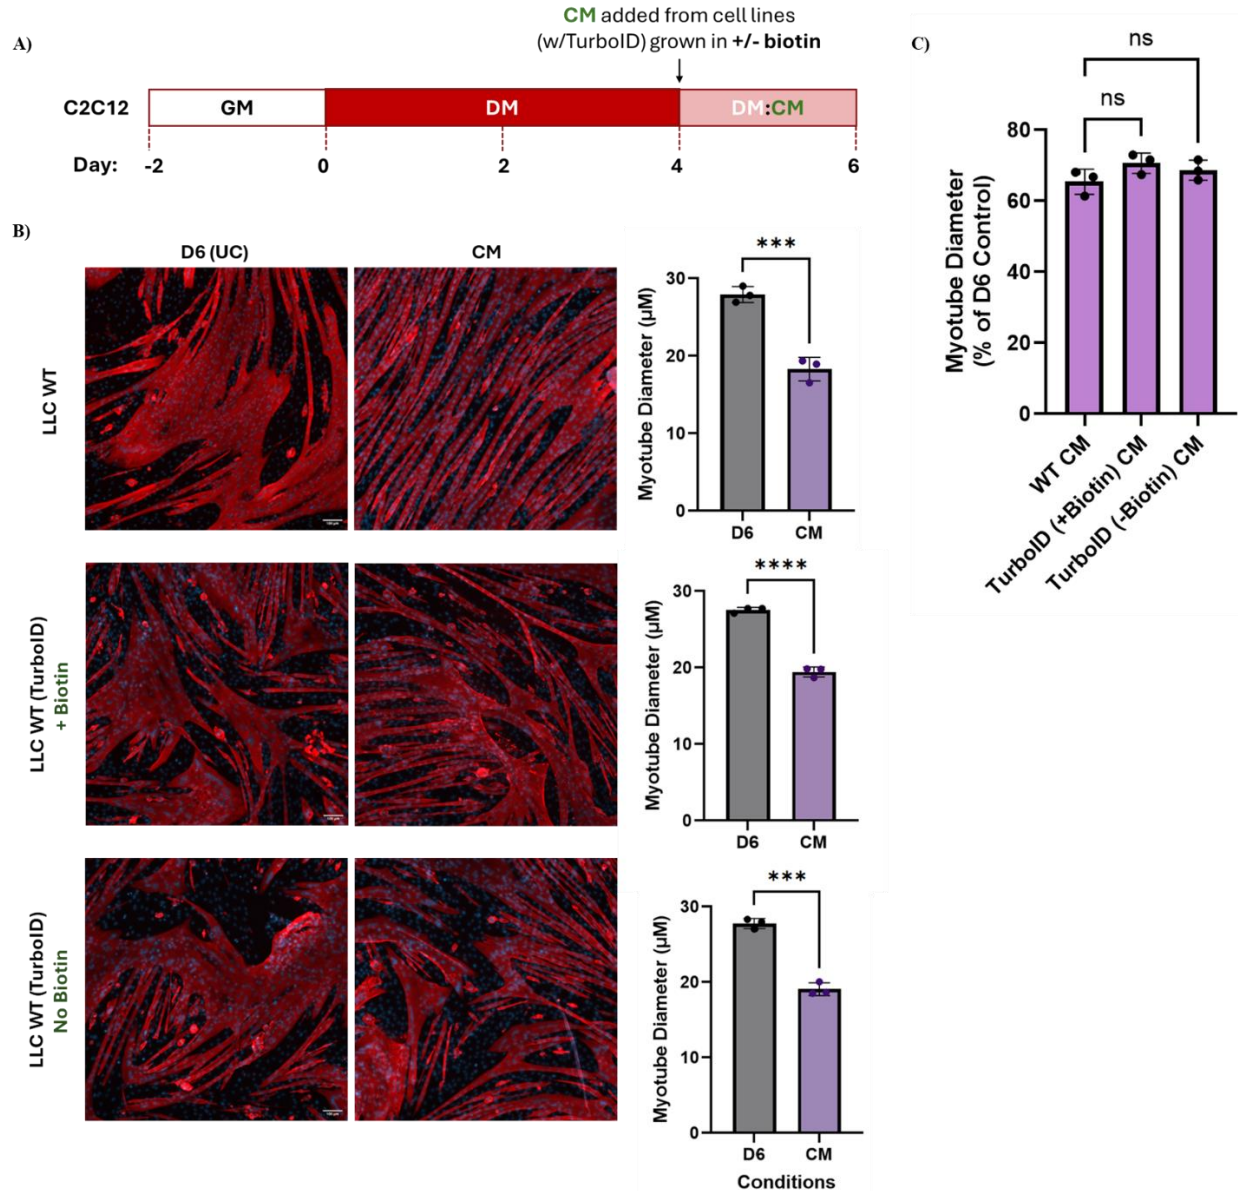 A)
CM added from cell lines
(w/TurboID) grown in +/- biotin
C2C12
GM
DM
DM:CM
Day:
-2
0
2
4
6
B)
D6 (UC)
CM
LLC WT
***
Myotube Diameter (µM)
30
20
10
0
D6
CM
LLC WT (TurboID)
+ Biotin
****
Myotube Diameter (µM)
30
20
10
0
D6
CM
LLC WT (TurboID)
No Biotin
***
Myotube Diameter (µM)
30
20
10
0
D6
CM
Conditions
C)
ns
ns
Myotube Diameter
(% of D6 Control)
80
60
40
20
0
WT CM
TurboID (+Biotin) CM
TurboID (-Biotin) CM